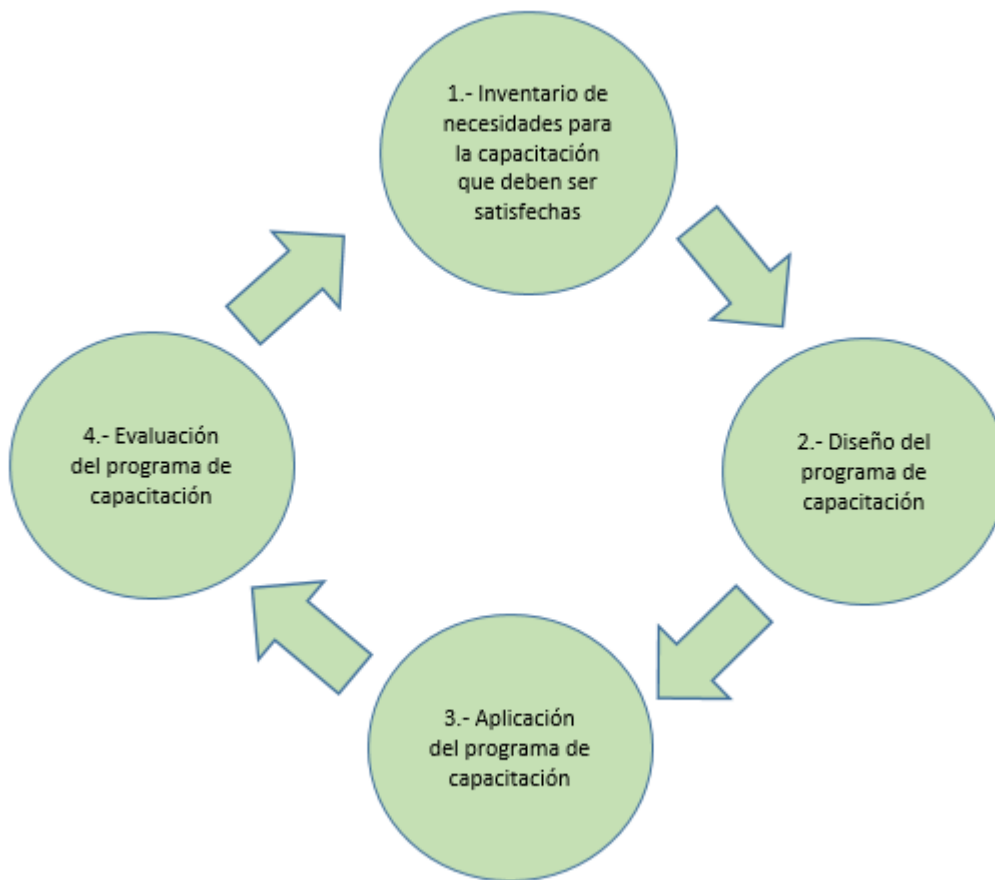 1.- Inventario de
necesidades para
la capacitación
que deben ser
satisfechas
2.- Diseño del
programa de
capacitación
3.- Aplicación
del programa de
capacitación
4.- Evaluación
del programa de
capacitación